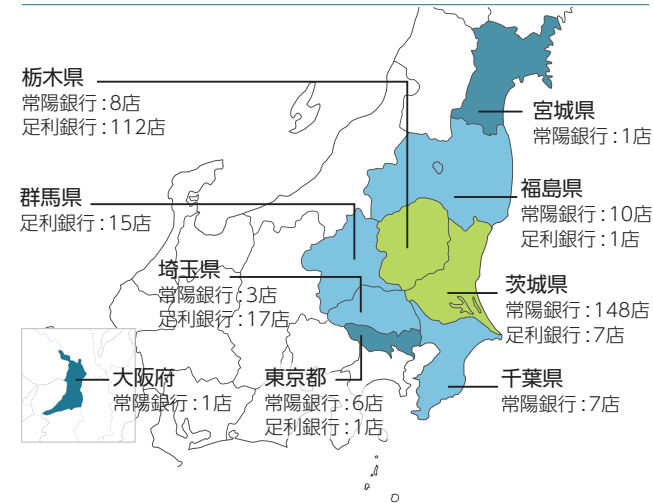 栃木県
常陽銀行:8店
足利銀行:112店
宮城県
常陽銀行:1店
群馬県
足利銀行:15店
福島県
常陽銀行:10店
足利銀行:1店
埼玉県
常陽銀行:3店
足利銀行:17店
茨城県
常陽銀行:148店
足利銀行:7店
大阪府
常陽銀行:1店
東京都
常陽銀行:6店
足利銀行:1店
千葉県
常陽銀行:7店